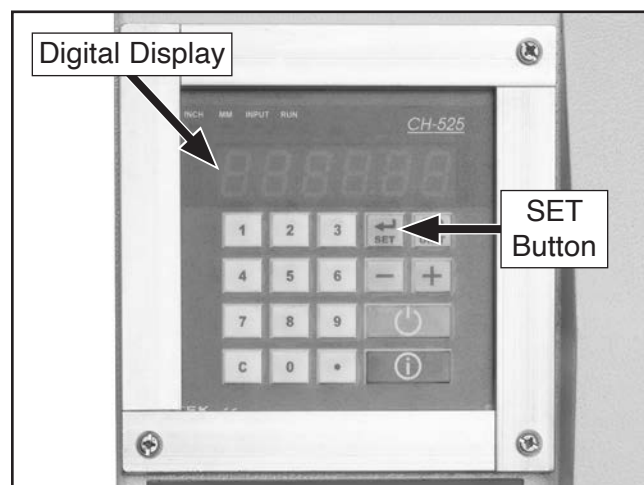 Digital Display
INCH MM INPUT RUN
CH-525
SET
Button
1 2 3 SET
4 5 6 − +
7 8 9
C 0 •